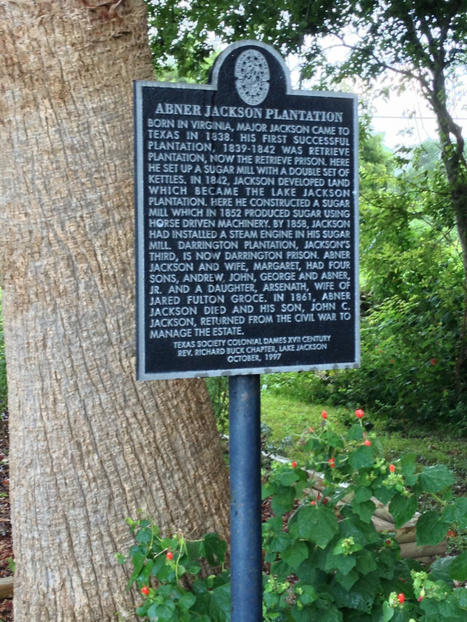 ABNER JACKSON PLANTATION
BORN IN VIRGINIA, MAJOR JACKSON CAME TO
TEXAS IN 1838. HIS FIRST SUCCESSFUL
PLANTATION, 1839-1842 WAS RETRIEVE
PLANTATION, NOW THE RETRIEVE PRISON. HERE
HE SET UP A SUGAR MILL WITH A DOUBLE SET OF
KETTLES. IN 1842, JACKSON DEVELOPED LAND
WHICH BECAME THE LAKE JACKSON
PLANTATION. HERE HE CONSTRUCTED A SUGAR
MILL WHICH IN 1852 PRODUCED SUGAR USING
HORSE DRIVEN MACHINERY. BY 1858, JACKSON
HAD INSTALLED A STEAM ENGINE IN HIS SUGAR
MILL. DARRINGTON PLANTATION, JACKSON'S
THIRD, IS NOW DARRINGTON PRISON. ABNER
JACKSON AND WIFE, MARGARET, HAD FOUR
SONS, ANDREW, JOHN, GEORGE AND ABNER,
JR. AND A DAUGHTER, ARSENATH, WIFE OF
JARED FULTON GROCE. IN 1861, ABNER
JACKSON DIED AND HIS SON, JOHN C.
JACKSON, RETURNED FROM THE CIVIL WAR TO
MANAGE THE ESTATE.
TEXAS SOCIETY COLONIAL DAMES XVII CENTURY
REV. RICHARD BUCK CHAPTER, LAKE JACKSON
OCTOBER, 1997